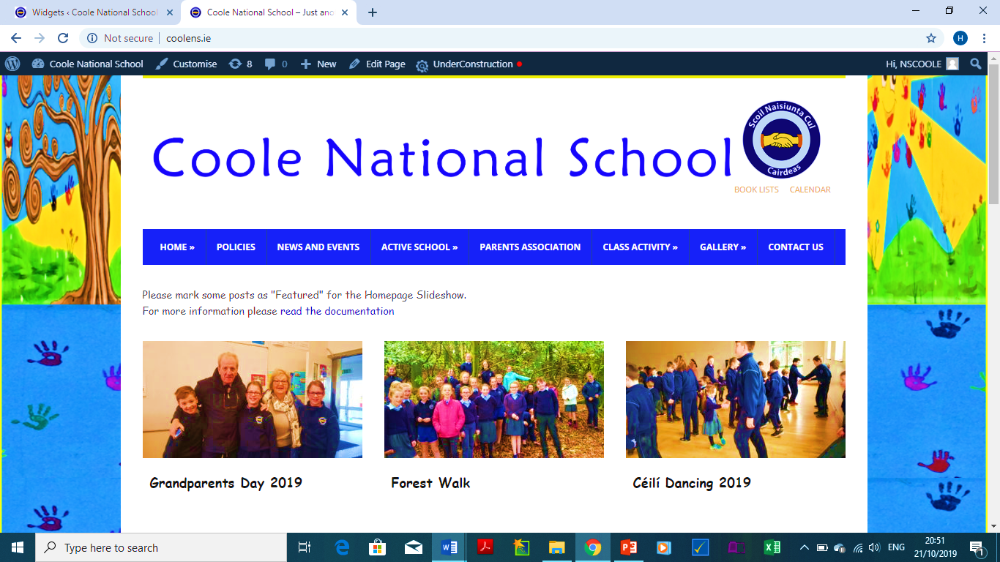 Widgets ‹ Coole National School
Coole National School – Just ano
Not secure | coolens.ie
H
Coole National School Customise 8 0 New Edit Page UnderConstruction Hi, NSCOOLE
Scoil Naisiunta Cul
Coole National School
Cairdeas
BOOK LISTS CALENDAR
HOME » POLICIES NEWS AND EVENTS ACTIVE SCHOOL » PARENTS ASSOCIATION CLASS ACTIVITY » GALLERY » CONTACT US
Please mark some posts as "Featured" for the Homepage Slideshow.
For more information please read the documentation
Grandparents Day 2019
Forest Walk
Céilí Dancing 2019
Type here to search
ENG
20:51
21/10/2019
1